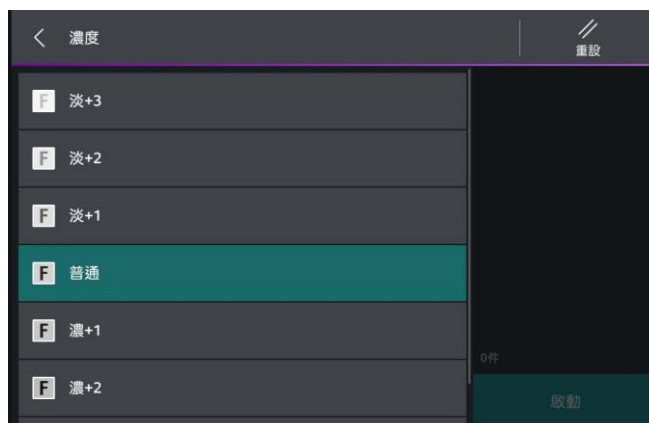 濃度
重設
F 淡+3
F 淡+2
F 淡+1
F 普通
F 濃+1
F 濃+2
0件
啟動